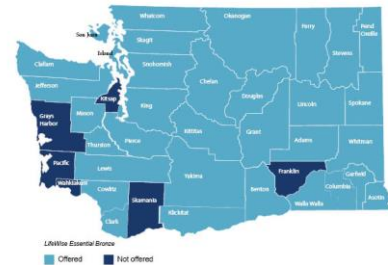 Whatcom
Okanogan
Ferry
Pend
Oreille
San Juan
Island
Skagit
Stevens
Clallam
Snohomish
Chelan
Jefferson
Kitsap
Douglas
Lincoln
Spokane
Grays
Harbor
Mason
King
Kittitas
Grant
Adams
Whitman
Thurston
Pierce
Pacific
Lewis
Yakima
Franklin
Garfield
Wahkiakum
Cowlitz
Skamania
Benton
Columbia
Walla Walla
Asotin
Clark
Klickitat
LifeWise Essential Bronze
Offered
Not offered